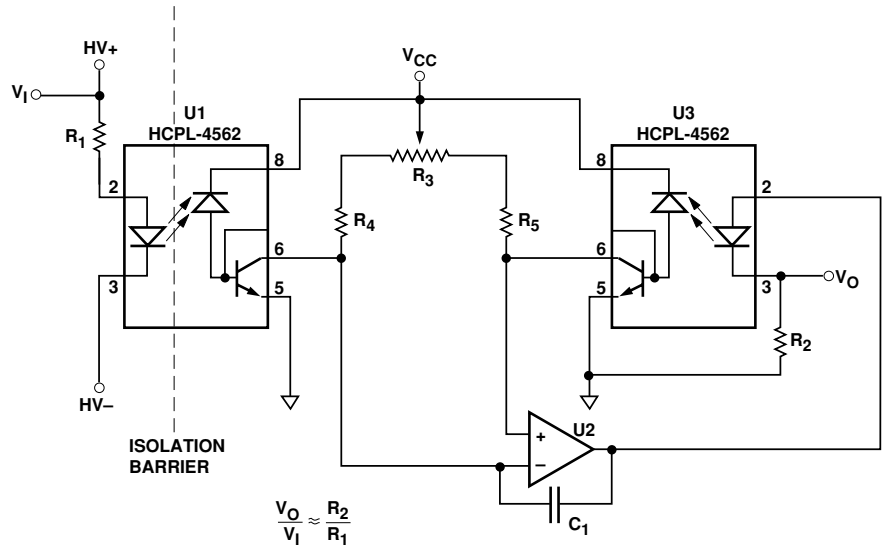 HV+
V_I
R_1
U1
HCPL-4562
V_CC
U3
HCPL-4562
8
8
2
2
R_3
R_4
R_5
6
6
5
5
3
3
V_O
R_2
HV–
ISOLATION
BARRIER
U2
+
–
C_1
V_O/V_I ≈ R_2/R_1